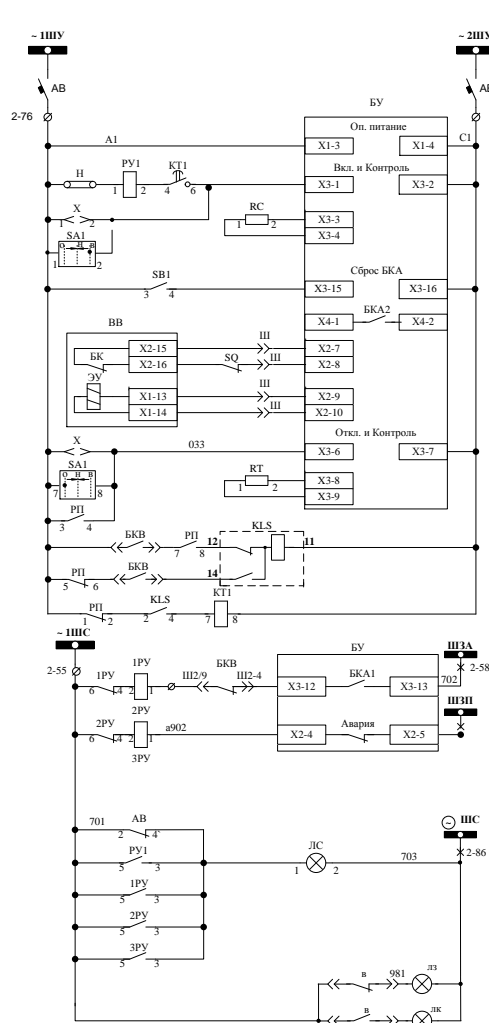 ~ 1ШУ ~ 2ШУ
АВ АВ
2-76 БУ
Оп. питание
А1 X1-3 X1-4 С1
Вкл. и Контроль
Н РУ1 КТ1
1 2 4 6 X3-1 X3-2
Х RC
1 2 1 2 X3-3
X3-4
SA1
О Н В
1 2
Сброс БКА
SB1
3 4 X3-15 X3-16
БКА2
X4-1 X4-2
ВВ
X2-15 Ш X2-7
БК X2-16 SQ Ш X2-8
ЭУ X1-13 Ш X2-9
X1-14 Ш X2-10
Откл. и Контроль
Х 033 X3-6 X3-7
SA1
О Н В
7 8
RT
1 2 X3-8
X3-9
РП
3 4
KLS
БКВ РП 12 11
7 8
РП БКВ 14
5 6
РП KLS КТ1
1 2 2 4 7 8
~ 1ШС ШЗА
2-55 БУ 2-58
1РУ 1РУ Ш2/9 БКВ Ш2-4 БКА1 702
6 4 2 1 X3-12 X3-13
ШЗП
2РУ 2РУ а902 Авария
6 4 2 1 X2-4 X2-5
3РУ
~ ШС
701 АВ
2 4`
2-86
РУ1 ЛС 703
5 3 1 2
1РУ
5 3
2РУ
5 3
3РУ
5 3
в 981 лз
в лк